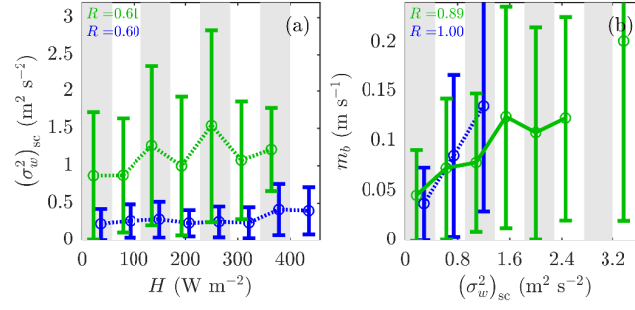 R = 0.61
R = 0.60
(a)
3
2.5
2
1.5
1
0.5
0
(σ²_w)_sc (m² s⁻²)
0 100 200 300 400
H (W m⁻²)
R = 0.89
R = 1.00
(b)
0.2
0.15
0.1
0.05
0
m_b (m s⁻¹)
0 0.8 1.6 2.4 3.2
(σ²_w)_sc (m² s⁻²)